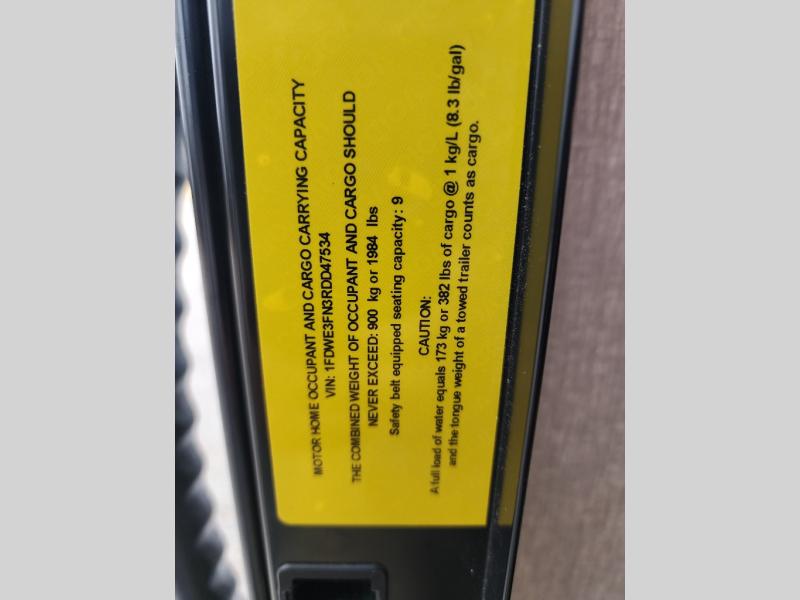 MOTOR HOME OCCUPANT AND CARGO CARRYING CAPACITY
VIN: 1FDWE3FN3RDD47534
THE COMBINED WEIGHT OF OCCUPANT AND CARGO SHOULD
NEVER EXCEED: 900 kg or 1984 lbs
Safety belt equipped seating capacity: 9
CAUTION:
A full load of water equals 173 kg or 382 lbs of cargo @ 1 kg/L (8.3 lb/gal)
and the tongue weight of a towed trailer counts as cargo.